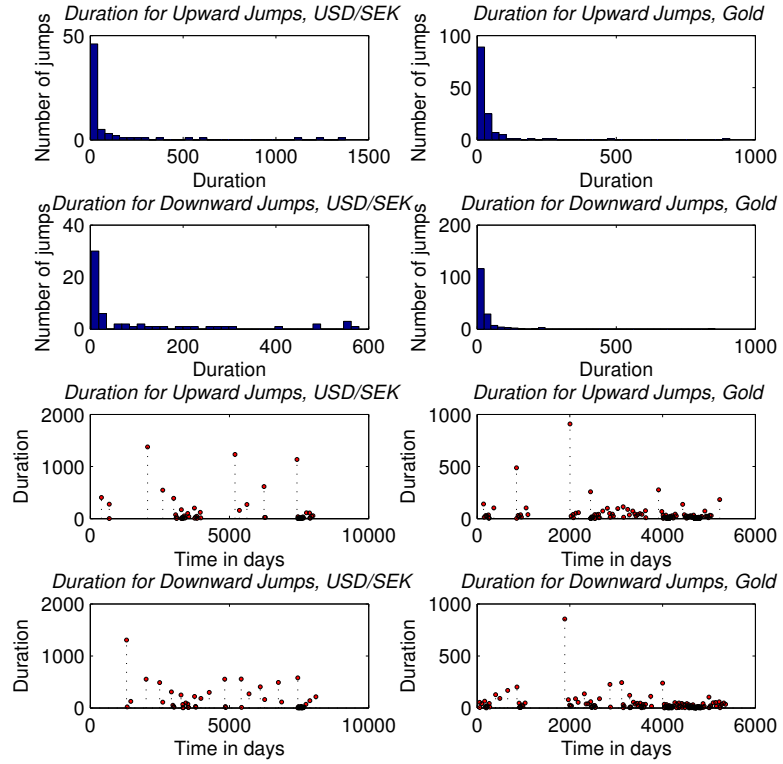 Duration for Upward Jumps, USD/SEK
Number of jumps
50
0
0 500 1000 1500
Duration
Duration for Upward Jumps, Gold
Number of jumps
100
50
0
0 500 1000
Duration
Duration for Downward Jumps, USD/SEK
Number of jumps
40
20
0
0 200 400 600
Duration
Duration for Downward Jumps, Gold
Number of jumps
200
100
0
0 500 1000
Duration
Duration for Upward Jumps, USD/SEK
Duration
2000
1000
0
0 5000 10000
Time in days
Duration for Upward Jumps, Gold
Duration
1000
500
0
0 2000 4000 6000
Time in days
Duration for Downward Jumps, USD/SEK
Duration
2000
1000
0
0 5000 10000
Time in days
Duration for Downward Jumps, Gold
Duration
1000
500
0
0 2000 4000 6000
Time in days